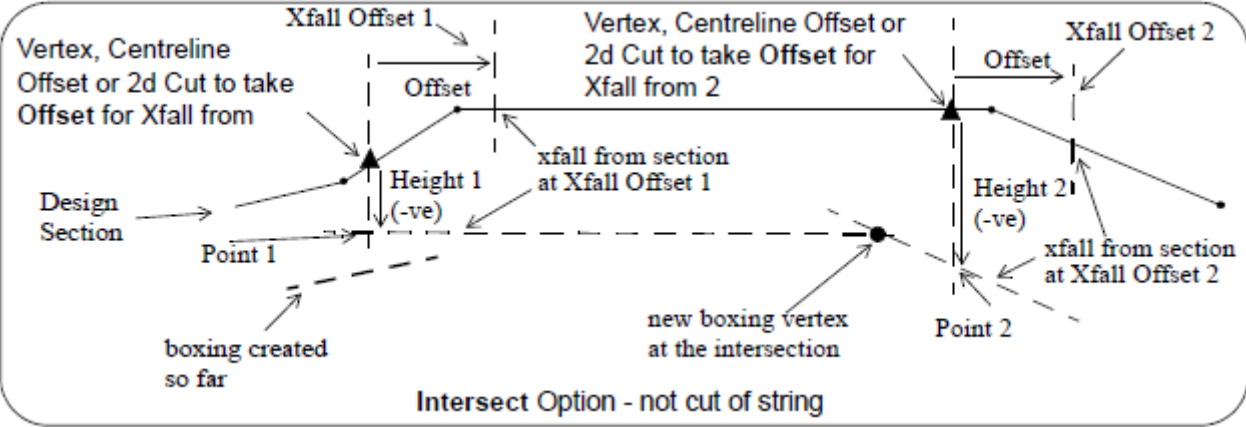 Xfall Offset 1
Vertex, Centreline
Offset or 2d Cut to take
Offset for Xfall from
Offset
Vertex, Centreline Offset or
2d Cut to take Offset for
Xfall from 2
Xfall Offset 2
Offset
xfall from section
at Xfall Offset 1
Height 1
(-ve)
Design
Section
Point 1
Height 2
(-ve)
xfall from section
at Xfall Offset 2
boxing created
so far
new boxing vertex
at the intersection
Point 2
Intersect Option - not cut of string